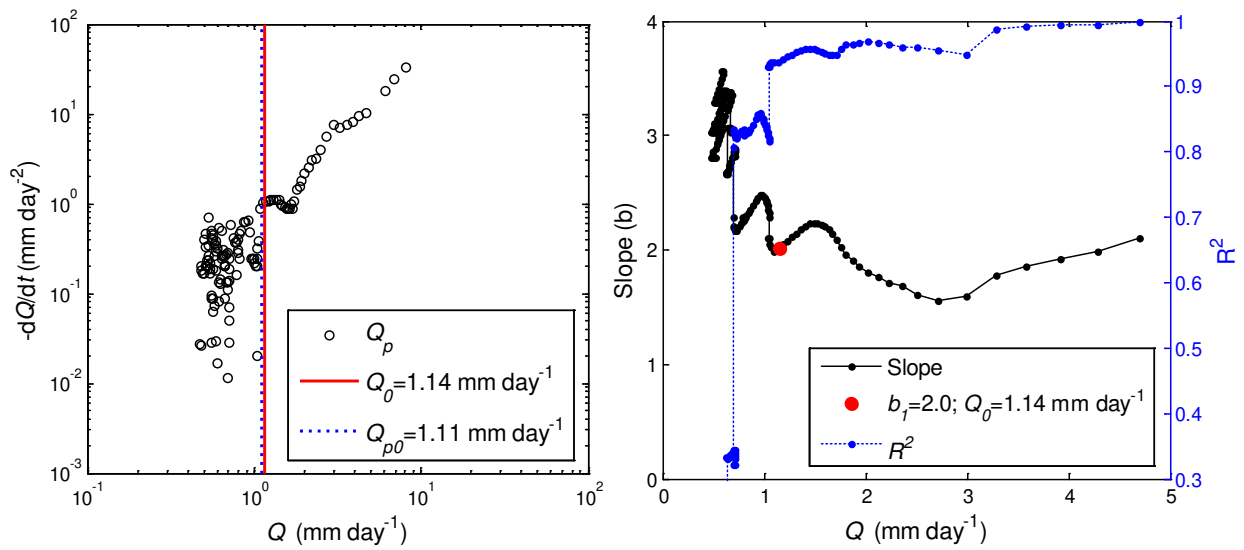 10^2
10^1
10^0
10^-1
10^-2
10^-3
-dQ/dt (mm day^-2)
Q_p
Q_0=1.14 mm day^-1
Q_p0=1.11 mm day^-1
10^-1
10^0
10^1
10^2
Q (mm day^-1)
4
3
2
1
0
Slope (b)
Slope
b_1=2.0; Q_0=1.14 mm day^-1
R^2
0
1
2
3
4
5
Q (mm day^-1)
1
0.9
0.8
0.7
0.6
0.5
0.4
0.3
R^2